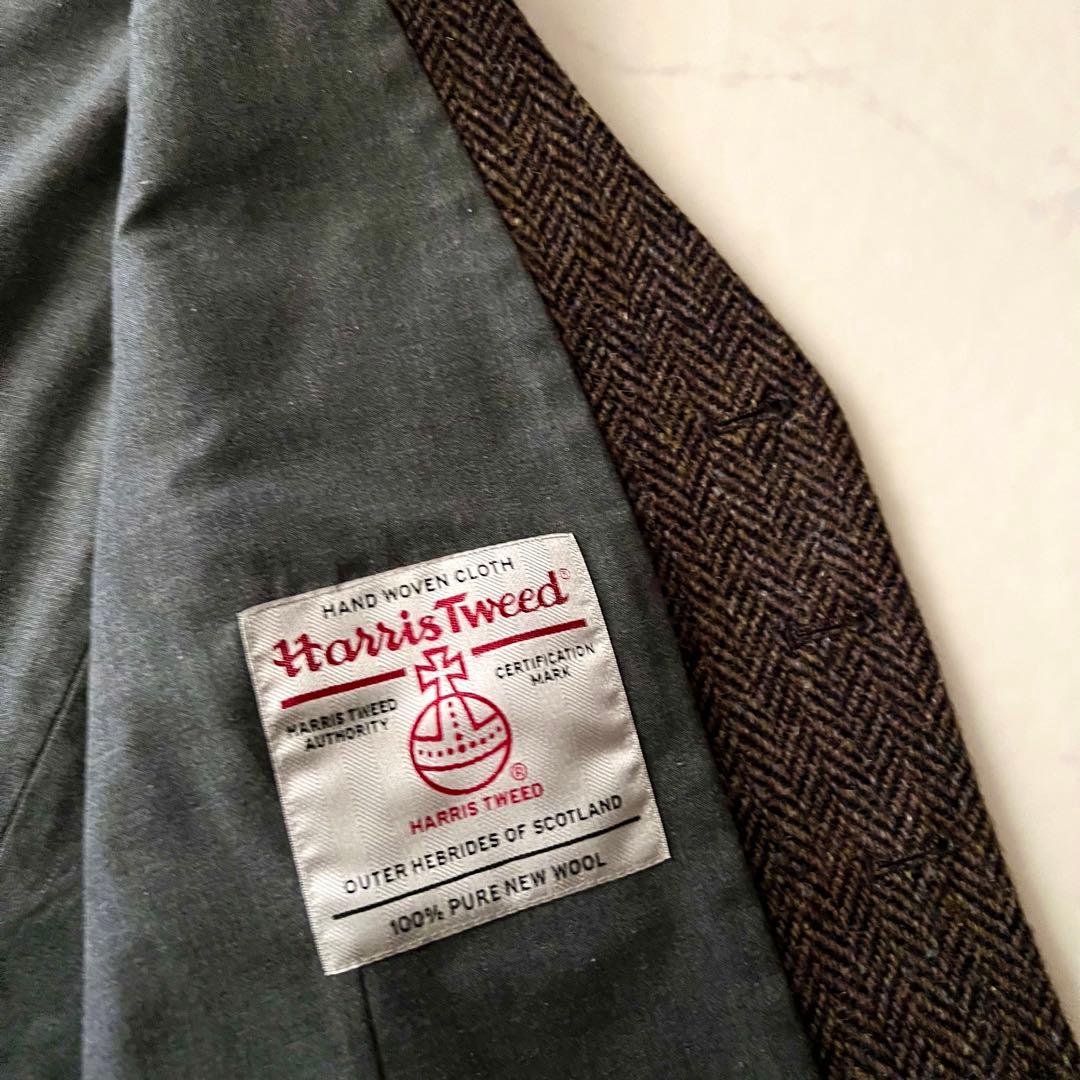 HAND WOVEN CLOTH
Harris Tweed®
HARRIS TWEED
AUTHORITY
CERTIFICATION
MARK
®
HARRIS TWEED
OUTER HEBRIDES OF SCOTLAND
100% PURE NEW WOOL